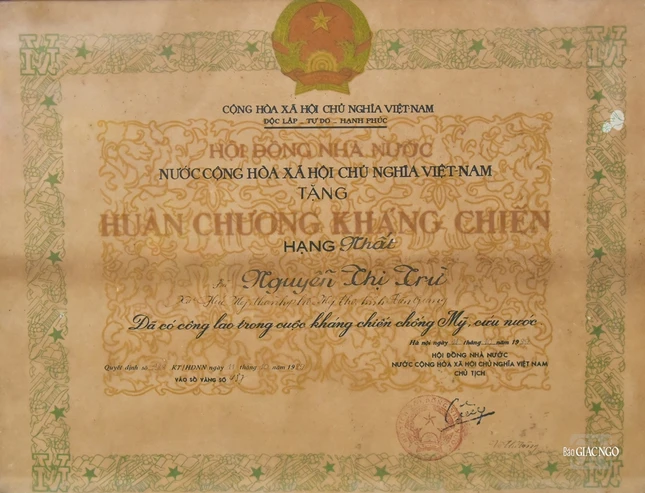 CỘNG HÒA XÃ HỘI CHỦ NGHĨA VIỆT NAM
ĐỘC LẬP - TỰ DO - HẠNH PHÚC
HỘI ĐỒNG NHÀ NƯỚC
NƯỚC CỘNG HÒA XÃ HỘI CHỦ NGHĨA VIỆT-NAM
TẶNG
HUÂN CHƯƠNG KHÁNG CHIẾN
HẠNG Nhất
Nguyễn Thị Trừ
Đã có công lao trong cuộc kháng chiến chống Mỹ, cứu nước
Hà nội ngày tháng năm
HỘI ĐỒNG NHÀ NƯỚC
NƯỚC CỘNG HÒA XÃ HỘI CHỦ NGHĨA VIỆT NAM
CHỦ TỊCH
Quyết định số KT/HĐNN ngày tháng năm
VÀO SỔ VÀNG SỐ
Báo GIÁC NGỘ